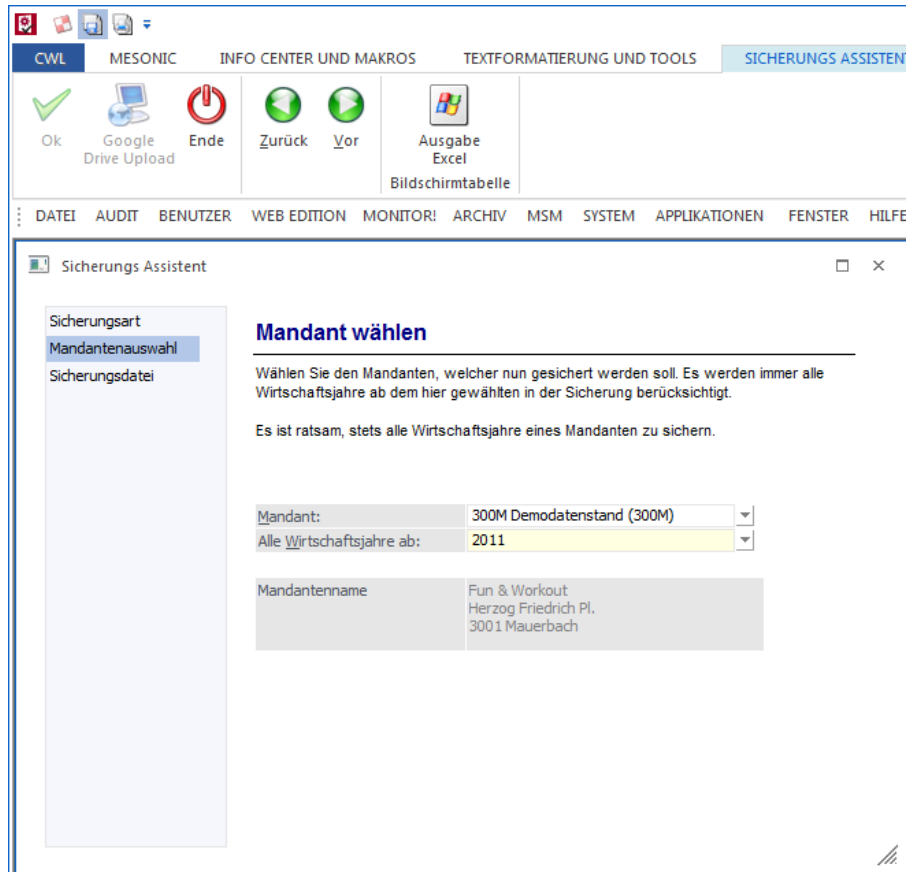 CWL MESONIC INFO CENTER UND MAKROS TEXTFORMATIERUNG UND TOOLS SICHERUNGS ASSISTENT
Ok Google Drive Upload Ende Zurück Vor Ausgabe Excel
Bildschirmtabelle
DATEI AUDIT BENUTZER WEB EDITION MONITOR! ARCHIV MSM SYSTEM APPLIKATIONEN FENSTER HILFE
Sicherungs Assistent
Sicherungsart
Mandantenauswahl
Sicherungsdatei
Mandant wählen
Wählen Sie den Mandanten, welcher nun gesichert werden soll. Es werden immer alle
Wirtschaftsjahre ab dem hier gewählten in der Sicherung berücksichtigt.
Es ist ratsam, stets alle Wirtschaftsjahre eines Mandanten zu sichern.
Mandant: 300M Demodatenstand (300M)
Alle Wirtschaftsjahre ab: 2011
Mandantenname Fun & Workout
Herzog Friedrich Pl.
3001 Mauerbach